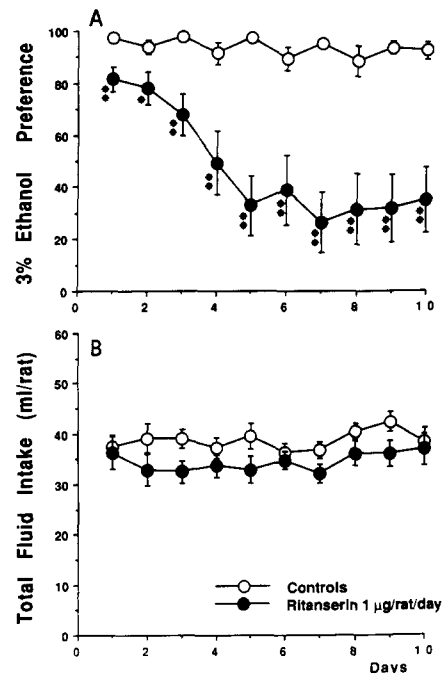 A
3% Ethanol Preference
100
80
60
40
20
0
0 2 4 6 8 10
B
Total Fluid Intake (ml/rat)
60
50
40
30
20
10
0
Controls
Ritanserin 1 µg/rat/day
0 2 4 6 8 10
Days